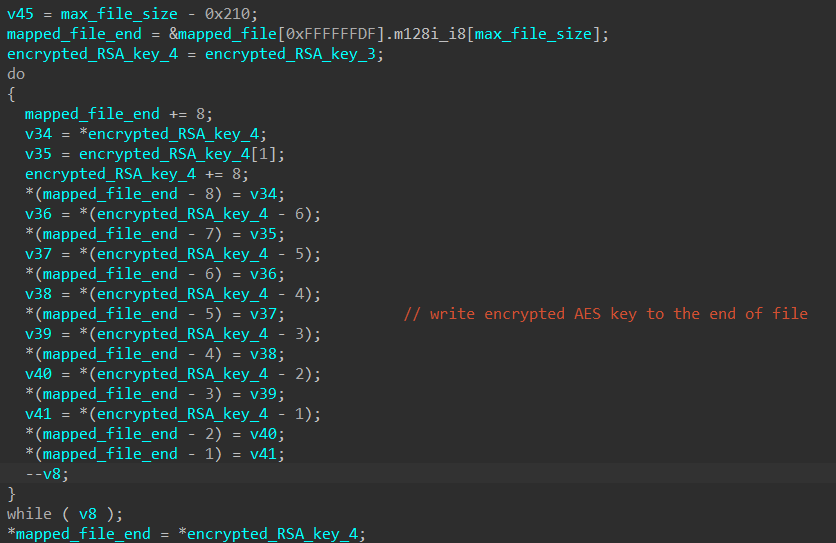 v45 = max_file_size - 0x210;
mapped_file_end = &mapped_file[0xFFFFFFDF].m128i_i8[max_file_size];
encrypted_RSA_key_4 = encrypted_RSA_key_3;
do
{
  mapped_file_end += 8;
  v34 = *encrypted_RSA_key_4;
  v35 = encrypted_RSA_key_4[1];
  encrypted_RSA_key_4 += 8;
  *(mapped_file_end - 8) = v34;
  v36 = *(encrypted_RSA_key_4 - 6);
  *(mapped_file_end - 7) = v35;
  v37 = *(encrypted_RSA_key_4 - 5);
  *(mapped_file_end - 6) = v36;
  v38 = *(encrypted_RSA_key_4 - 4);
  *(mapped_file_end - 5) = v37;             // write encrypted AES key to the end of file
  v39 = *(encrypted_RSA_key_4 - 3);
  *(mapped_file_end - 4) = v38;
  v40 = *(encrypted_RSA_key_4 - 2);
  *(mapped_file_end - 3) = v39;
  v41 = *(encrypted_RSA_key_4 - 1);
  *(mapped_file_end - 2) = v40;
  *(mapped_file_end - 1) = v41;
  --v8;
}
while ( v8 );
*mapped_file_end = *encrypted_RSA_key_4;